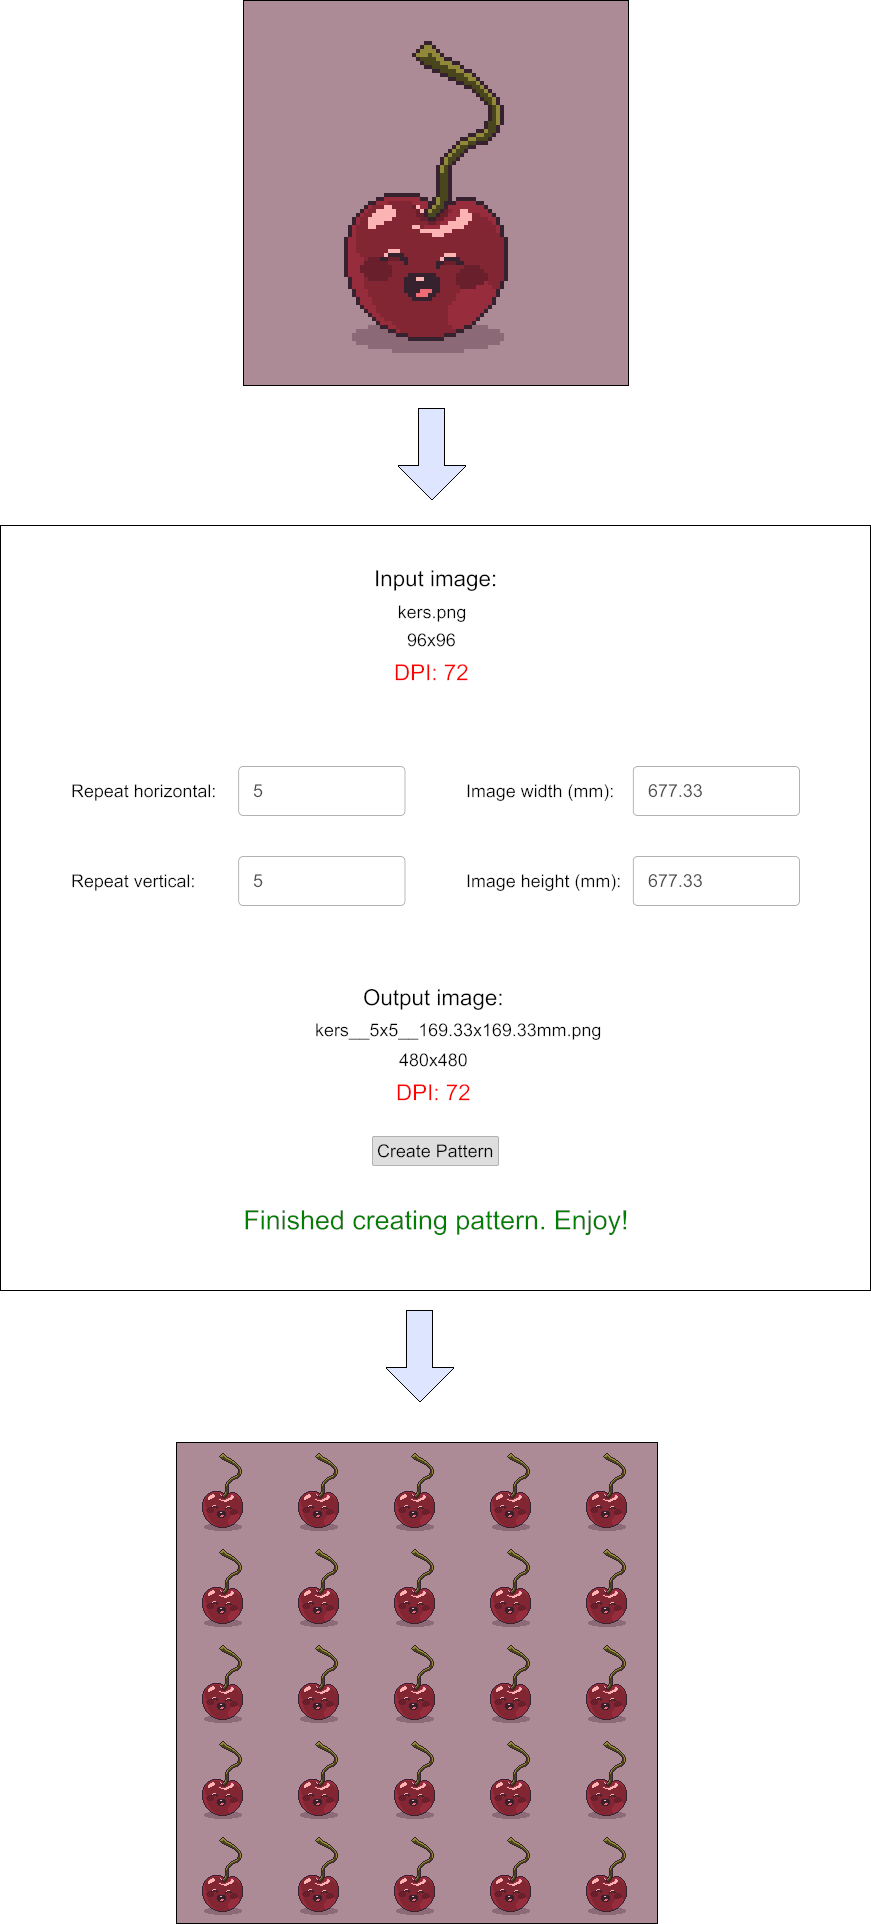 Input image:
kers.png
96x96
DPI: 72
Repeat horizontal: 5 Image width (mm): 677.33
Repeat vertical: 5 Image height (mm): 677.33
Output image:
kers__5x5__169.33x169.33mm.png
480x480
DPI: 72
Create Pattern
Finished creating pattern. Enjoy!